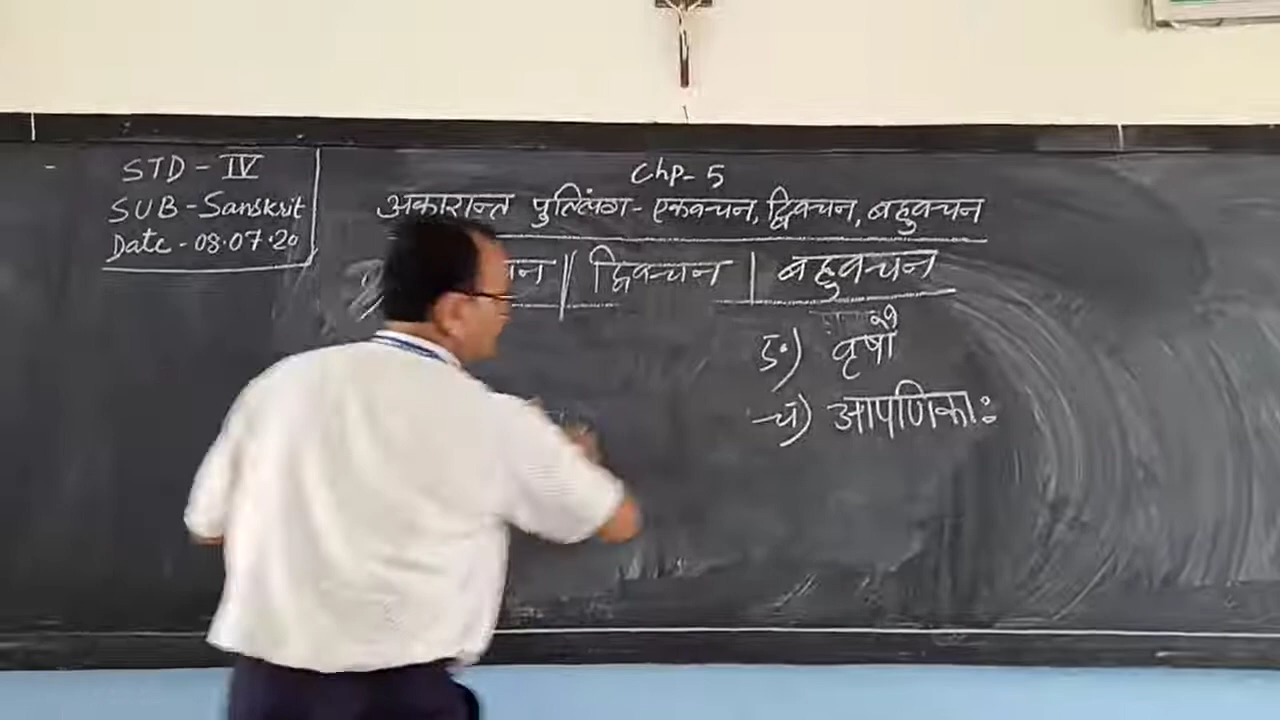 STD - IV
SUB - Sanskrit
Date - 08.07.20
Chp - 5
अकारान्त पुल्लिंग - एकवचन, द्विवचन, बहुवचन
चन || द्विवचन | बहुवचन
ङ) वृषौ
च) आपणिकाः